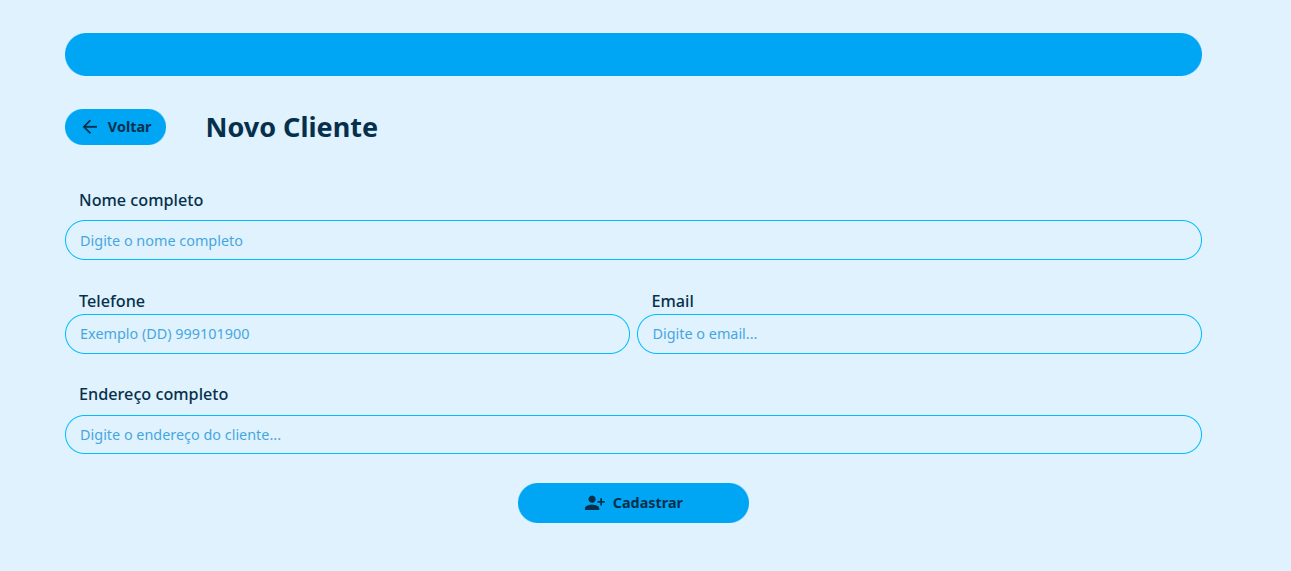 Voltar
Novo Cliente
Nome completo
Digite o nome completo
Telefone
Email
Exemplo (DD) 999101900
Digite o email...
Endereço completo
Digite o endereço do cliente...
Cadastrar